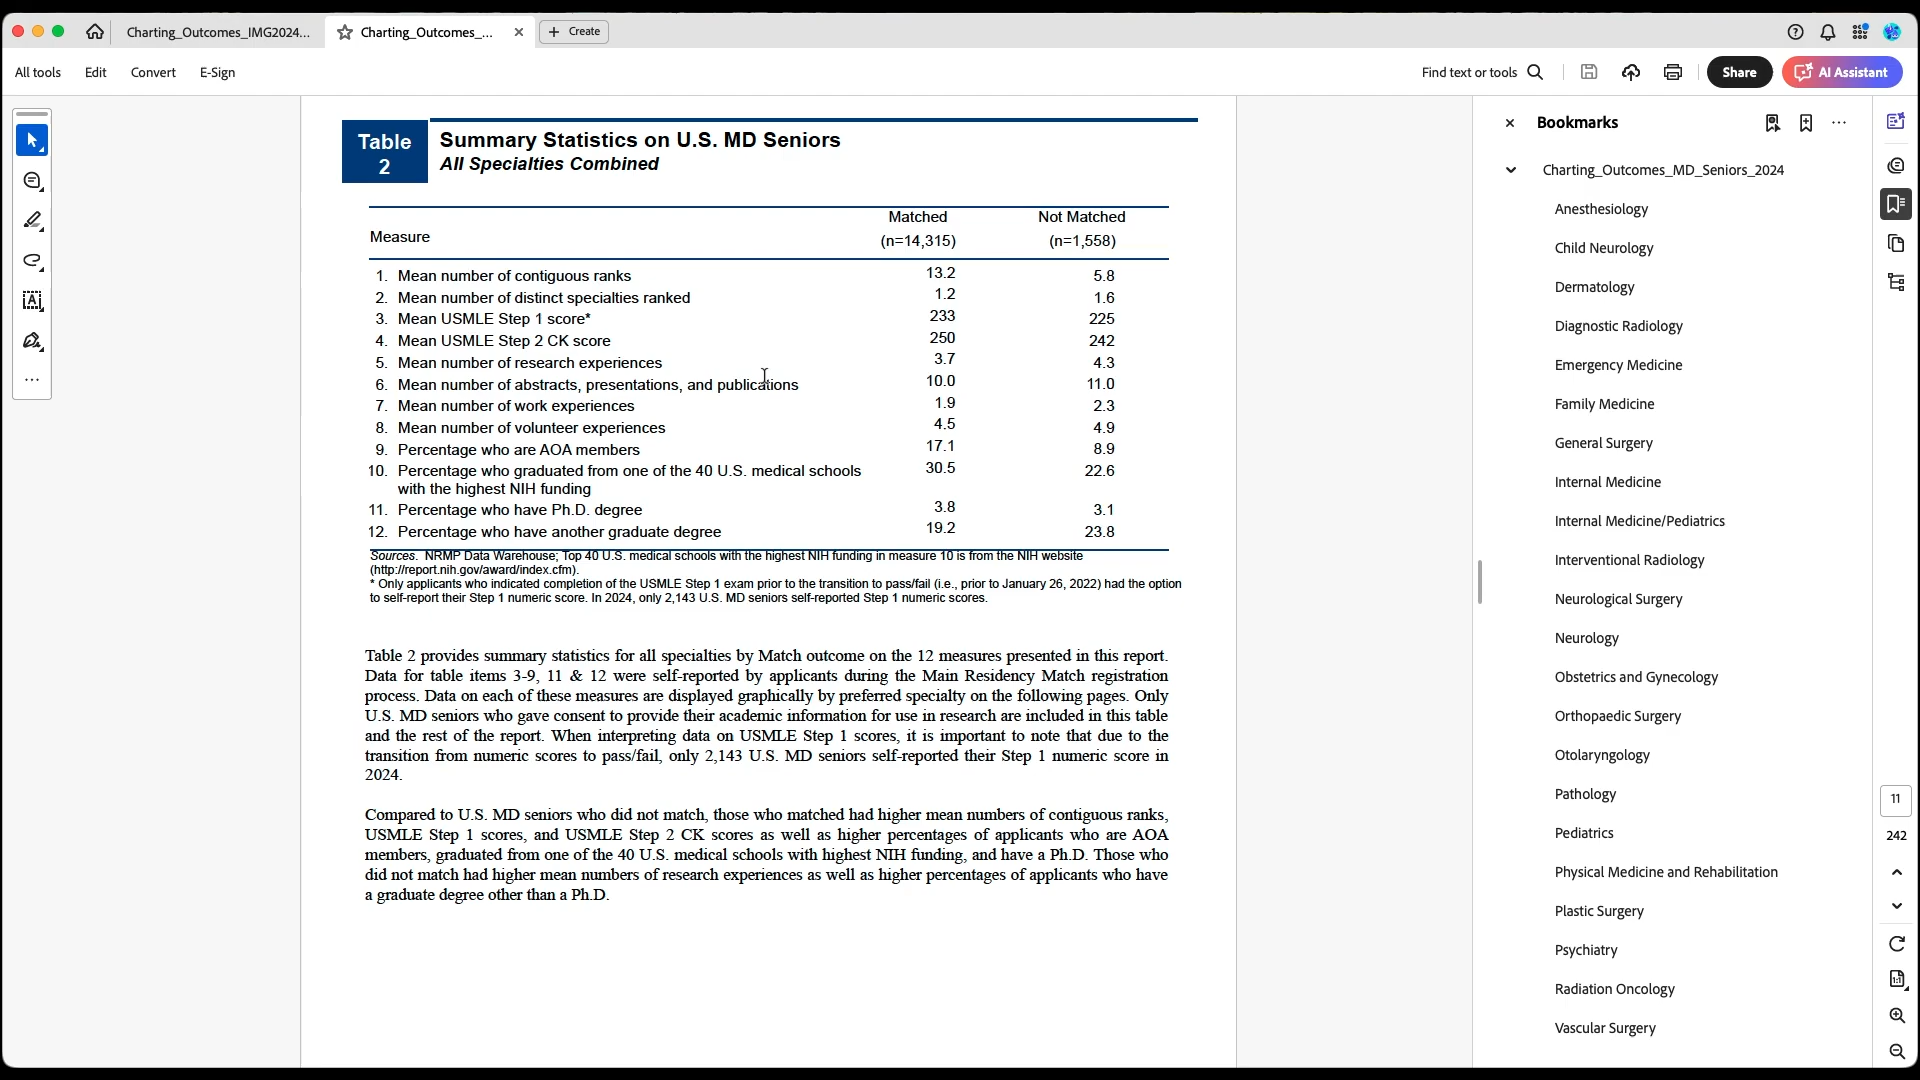 Charting_Outcomes_IMG2024...
Charting_Outcomes_...
Create
All tools
Edit
Convert
E-Sign
Find text or tools
Share
AI Assistant
Table 2
Summary Statistics on U.S. MD Seniors
All Specialties Combined
Measure Matched (n=14,315) Not Matched (n=1,558)
1. Mean number of contiguous ranks 13.2 5.8
2. Mean number of distinct specialties ranked 1.2 1.6
3. Mean USMLE Step 1 score* 233 225
4. Mean USMLE Step 2 CK score 250 242
5. Mean number of research experiences 3.7 4.3
6. Mean number of abstracts, presentations, and publications 10.0 11.0
7. Mean number of work experiences 1.9 2.3
8. Mean number of volunteer experiences 4.5 4.9
9. Percentage who are AOA members 17.1 8.9
10. Percentage who graduated from one of the 40 U.S. medical schools 30.5 22.6
with the highest NIH funding
11. Percentage who have Ph.D. degree 3.8 3.1
12. Percentage who have another graduate degree 19.2 23.8
Sources. NRMP Data Warehouse; Top 40 U.S. medical schools with the highest NIH funding in measure 10 is from the NIH website
(http://report.nih.gov/award/index.cfm).
* Only applicants who indicated completion of the USMLE Step 1 exam prior to the transition to pass/fail (i.e., prior to January 26, 2022) had the option
to self-report their Step 1 numeric score. In 2024, only 2,143 U.S. MD seniors self-reported Step 1 numeric scores.
Table 2 provides summary statistics for all specialties by Match outcome on the 12 measures presented in this report.
Data for table items 3-9, 11 & 12 were self-reported by applicants during the Main Residency Match registration
process. Data on each of these measures are displayed graphically by preferred specialty on the following pages. Only
U.S. MD seniors who gave consent to provide their academic information for use in research are included in this table
and the rest of the report. When interpreting data on USMLE Step 1 scores, it is important to note that due to the
transition from numeric scores to pass/fail, only 2,143 U.S. MD seniors self-reported their Step 1 numeric score in
2024.
Compared to U.S. MD seniors who did not match, those who matched had higher mean numbers of contiguous ranks,
USMLE Step 1 scores, and USMLE Step 2 CK scores as well as higher percentages of applicants who are AOA
members, graduated from one of the 40 U.S. medical schools with highest NIH funding, and have a Ph.D. Those who
did not match had higher mean numbers of research experiences as well as higher percentages of applicants who have
a graduate degree other than a Ph.D.
Bookmarks
Charting_Outcomes_MD_Seniors_2024
Anesthesiology
Child Neurology
Dermatology
Diagnostic Radiology
Emergency Medicine
Family Medicine
General Surgery
Internal Medicine
Internal Medicine/Pediatrics
Interventional Radiology
Neurological Surgery
Neurology
Obstetrics and Gynecology
Orthopaedic Surgery
Otolaryngology
Pathology
Pediatrics
Physical Medicine and Rehabilitation
Plastic Surgery
Psychiatry
Radiation Oncology
Vascular Surgery
11
242